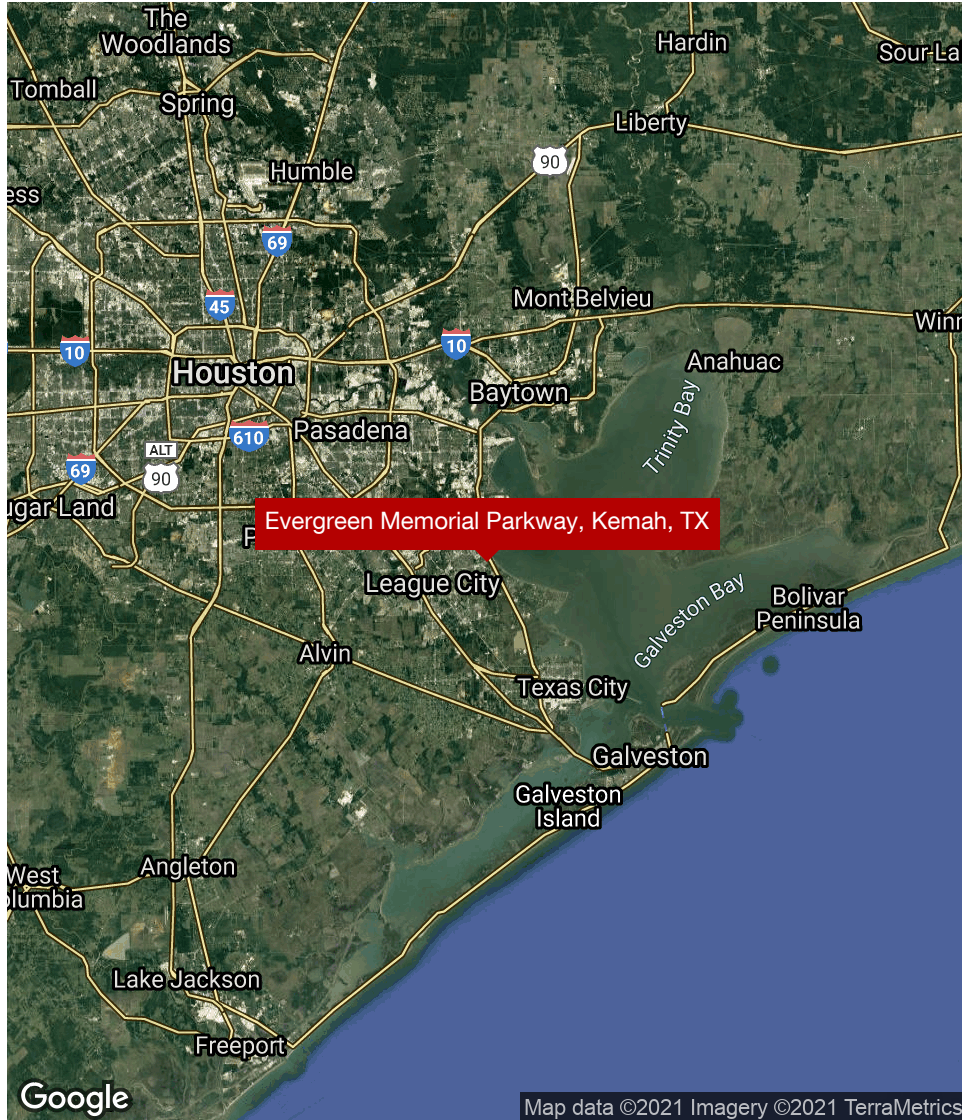 The
Woodlands
Hardin
Sour La
Tomball
Spring
Liberty
90
Humble
ess
69
45
Mont Belvieu
Winn
10
10
Houston
Anahuac
Baytown
Trinity Bay
Pasadena
610
ALT
90
69
ugar Land
Evergreen Memorial Parkway, Kemah, TX
P
League City
Galveston Bay
Bolivar
Peninsula
Alvin
Texas City
Galveston
Galveston
Island
Angleton
West
olumbia
Lake Jackson
Freeport
Google
Map data ©2021 Imagery ©2021 TerraMetrics